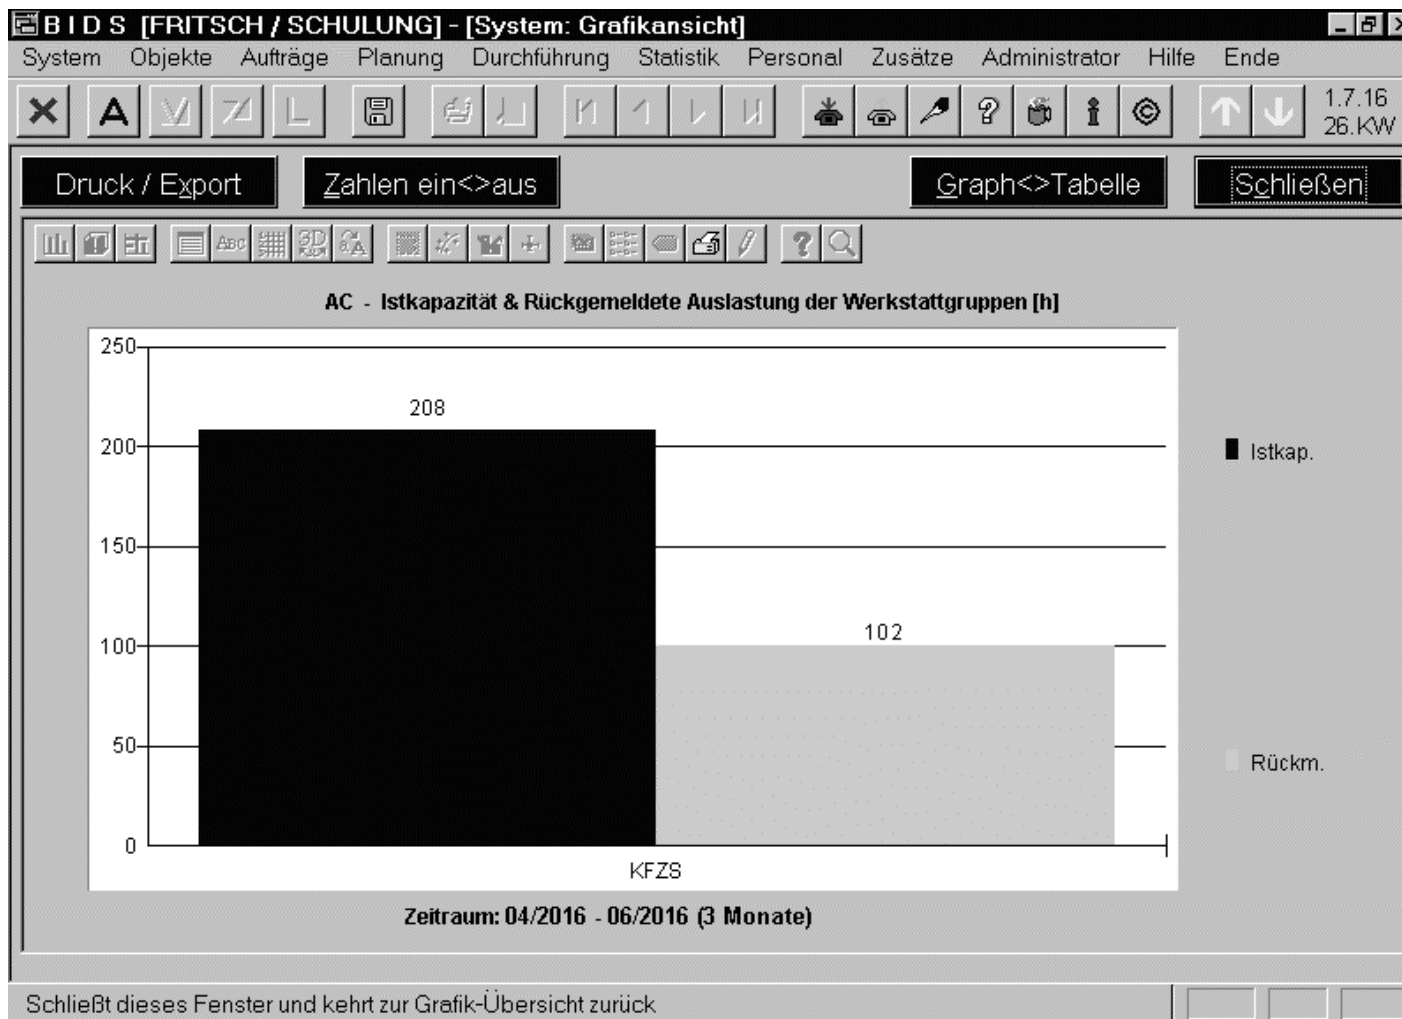 B I D S [FRITSCH / SCHULUNG] - [System: Grafikansicht]
System Objekte Aufträge Planung Durchführung Statistik Personal Zusätze Administrator Hilfe Ende
1.7.16
26.KW
Druck / Export Zahlen ein<>aus Graph<>Tabelle Schließen
AC - Istkapazität & Rückgemeldete Auslastung der Werkstattgruppen [h]
250
208
200
Istkap.
150
102
100
50
Rückm.
0
KFZS
Zeitraum: 04/2016 - 06/2016 (3 Monate)
Schließt dieses Fenster und kehrt zur Grafik-Übersicht zurück